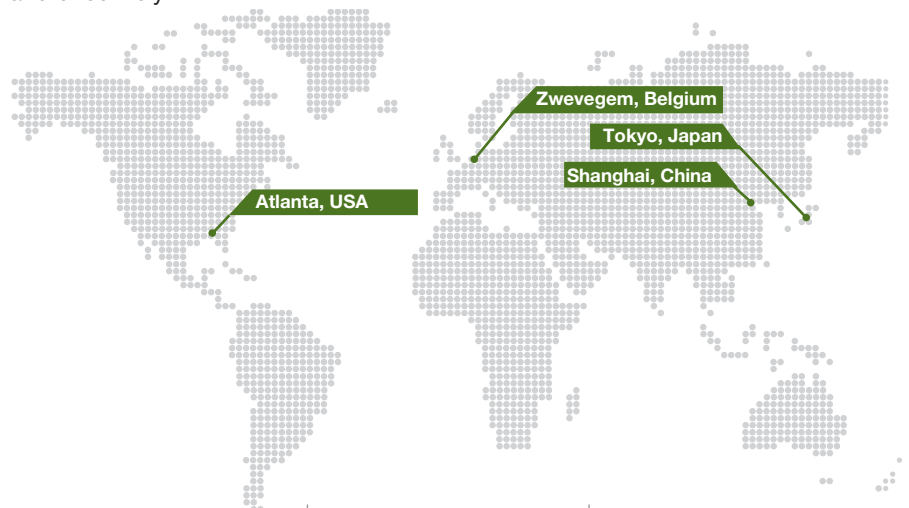 Zwevegem, Belgium
Tokyo, Japan
Shanghai, China
Atlanta, USA